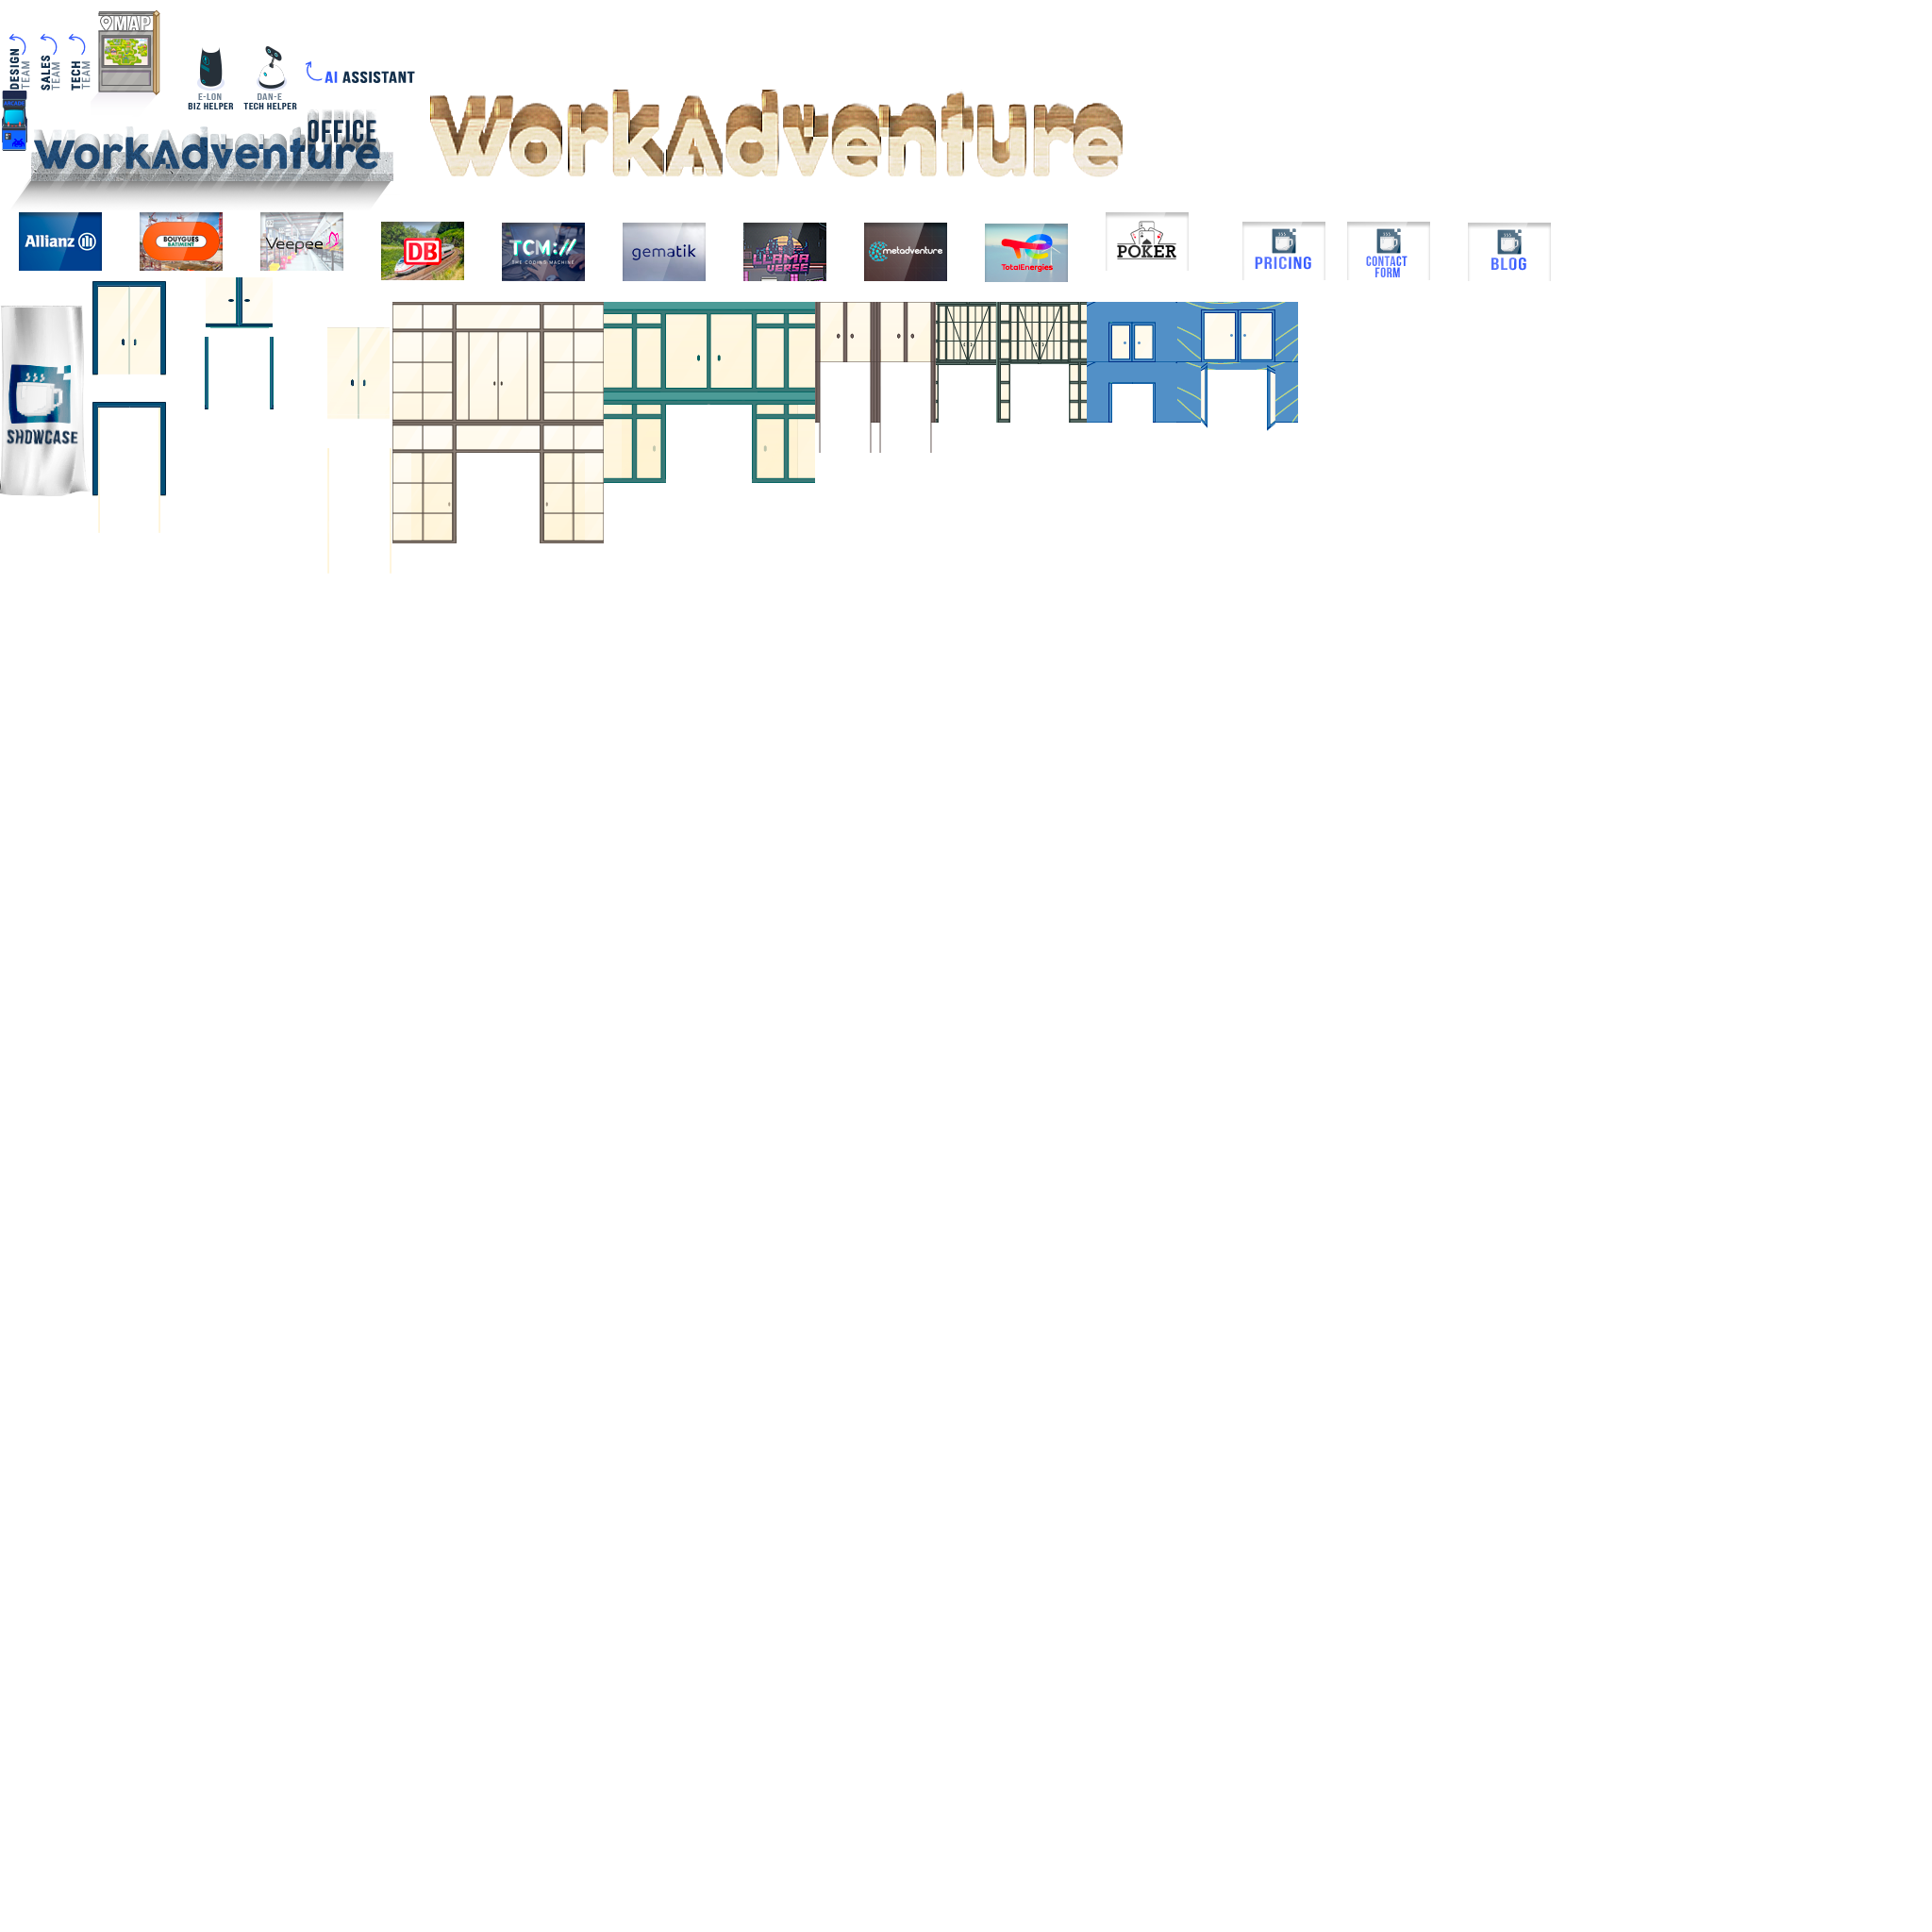 MAP
DESIGN
TEAM
SALES
TEAM
TECH
TEAM
E-LON
BIZ HELPER
DAN-E
TECH HELPER
AI ASSISTANT
OFFICE
WorkAdventure
WorkAdventure
Allianz
BOUYGUES
BATIMENT
Veepee
DB
TCM://
THE CODING MACHINE
gematik
LLAMA
VERSE
metadventure
TotalEnergies
POKER
PRICING
CONTACT
FORM
BLOG
SHOWCASE